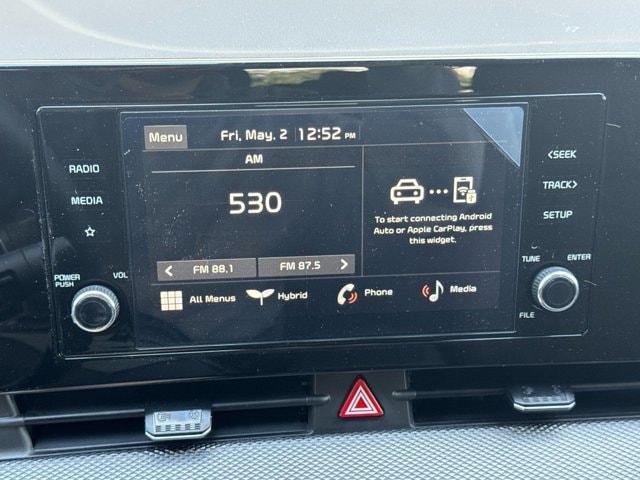 Menu
Fri, May. 2 12:52 PM
AM
530
< FM 88.1
FM 87.5 >
To start connecting Android
Auto or Apple CarPlay, press
this widget.
All Menus
Hybrid
Phone
Media
RADIO
MEDIA
POWER
PUSH
VOL
<SEEK
TRACK>
SETUP
TUNE
ENTER
FILE